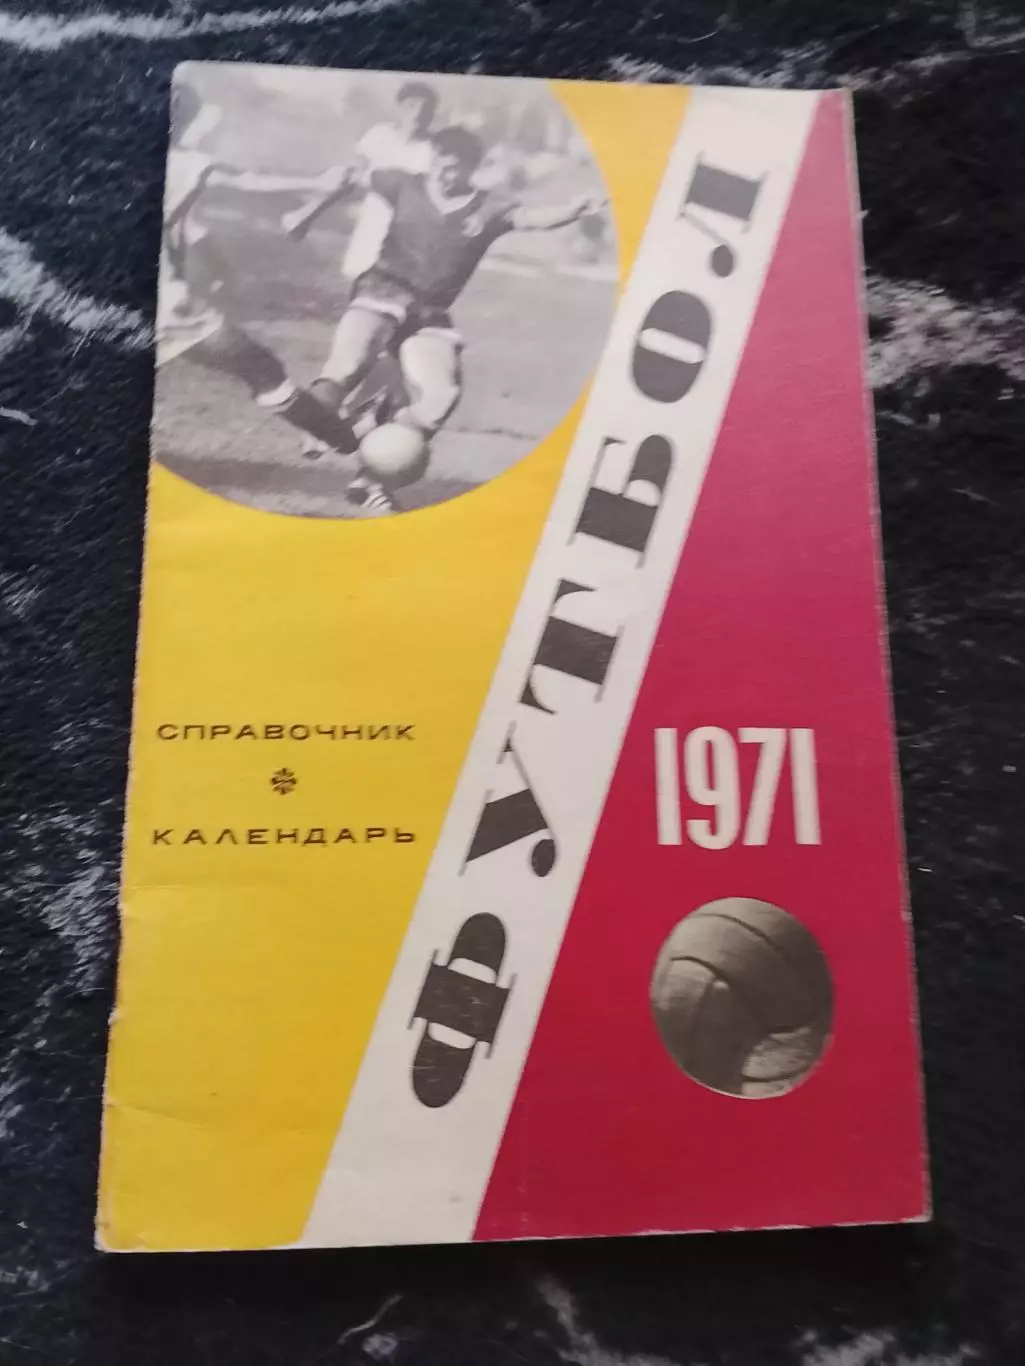 ФУТБОЛ
СПРАВОЧНИК
КАЛЕНДАРЬ
1971